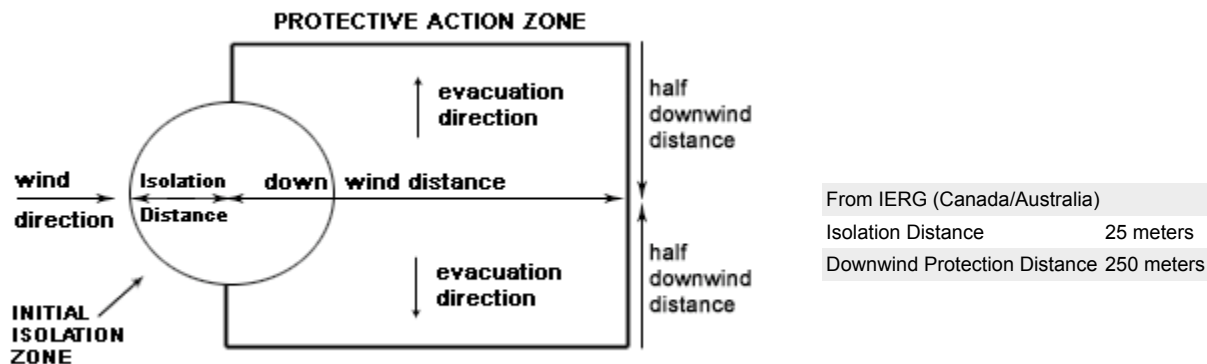 PROTECTIVE ACTION ZONE
evacuation
direction
half
downwind
distance
wind
direction
Isolation
Distance
down wind distance
evacuation
direction
half
downwind
distance
INITIAL
ISOLATION
ZONE
From IERG (Canada/Australia)
Isolation Distance 25 meters
Downwind Protection Distance 250 meters